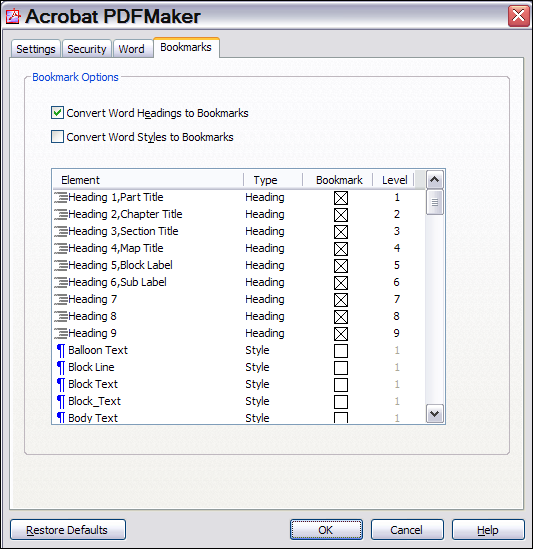 Acrobat PDFMaker
Settings Security Word Bookmarks
Bookmark Options
Convert Word Headings to Bookmarks
Convert Word Styles to Bookmarks
Element Type Bookmark Level
Heading 1,Part Title Heading 1
Heading 2,Chapter Title Heading 2
Heading 3,Section Title Heading 3
Heading 4,Map Title Heading 4
Heading 5,Block Label Heading 5
Heading 6,Sub Label Heading 6
Heading 7 Heading 7
Heading 8 Heading 8
Heading 9 Heading 9
¶ Balloon Text Style 1
¶ Block Line Style 1
¶ Block Text Style 1
¶ Block_Text Style 1
¶ Body Text Style 1
Restore Defaults OK Cancel Help